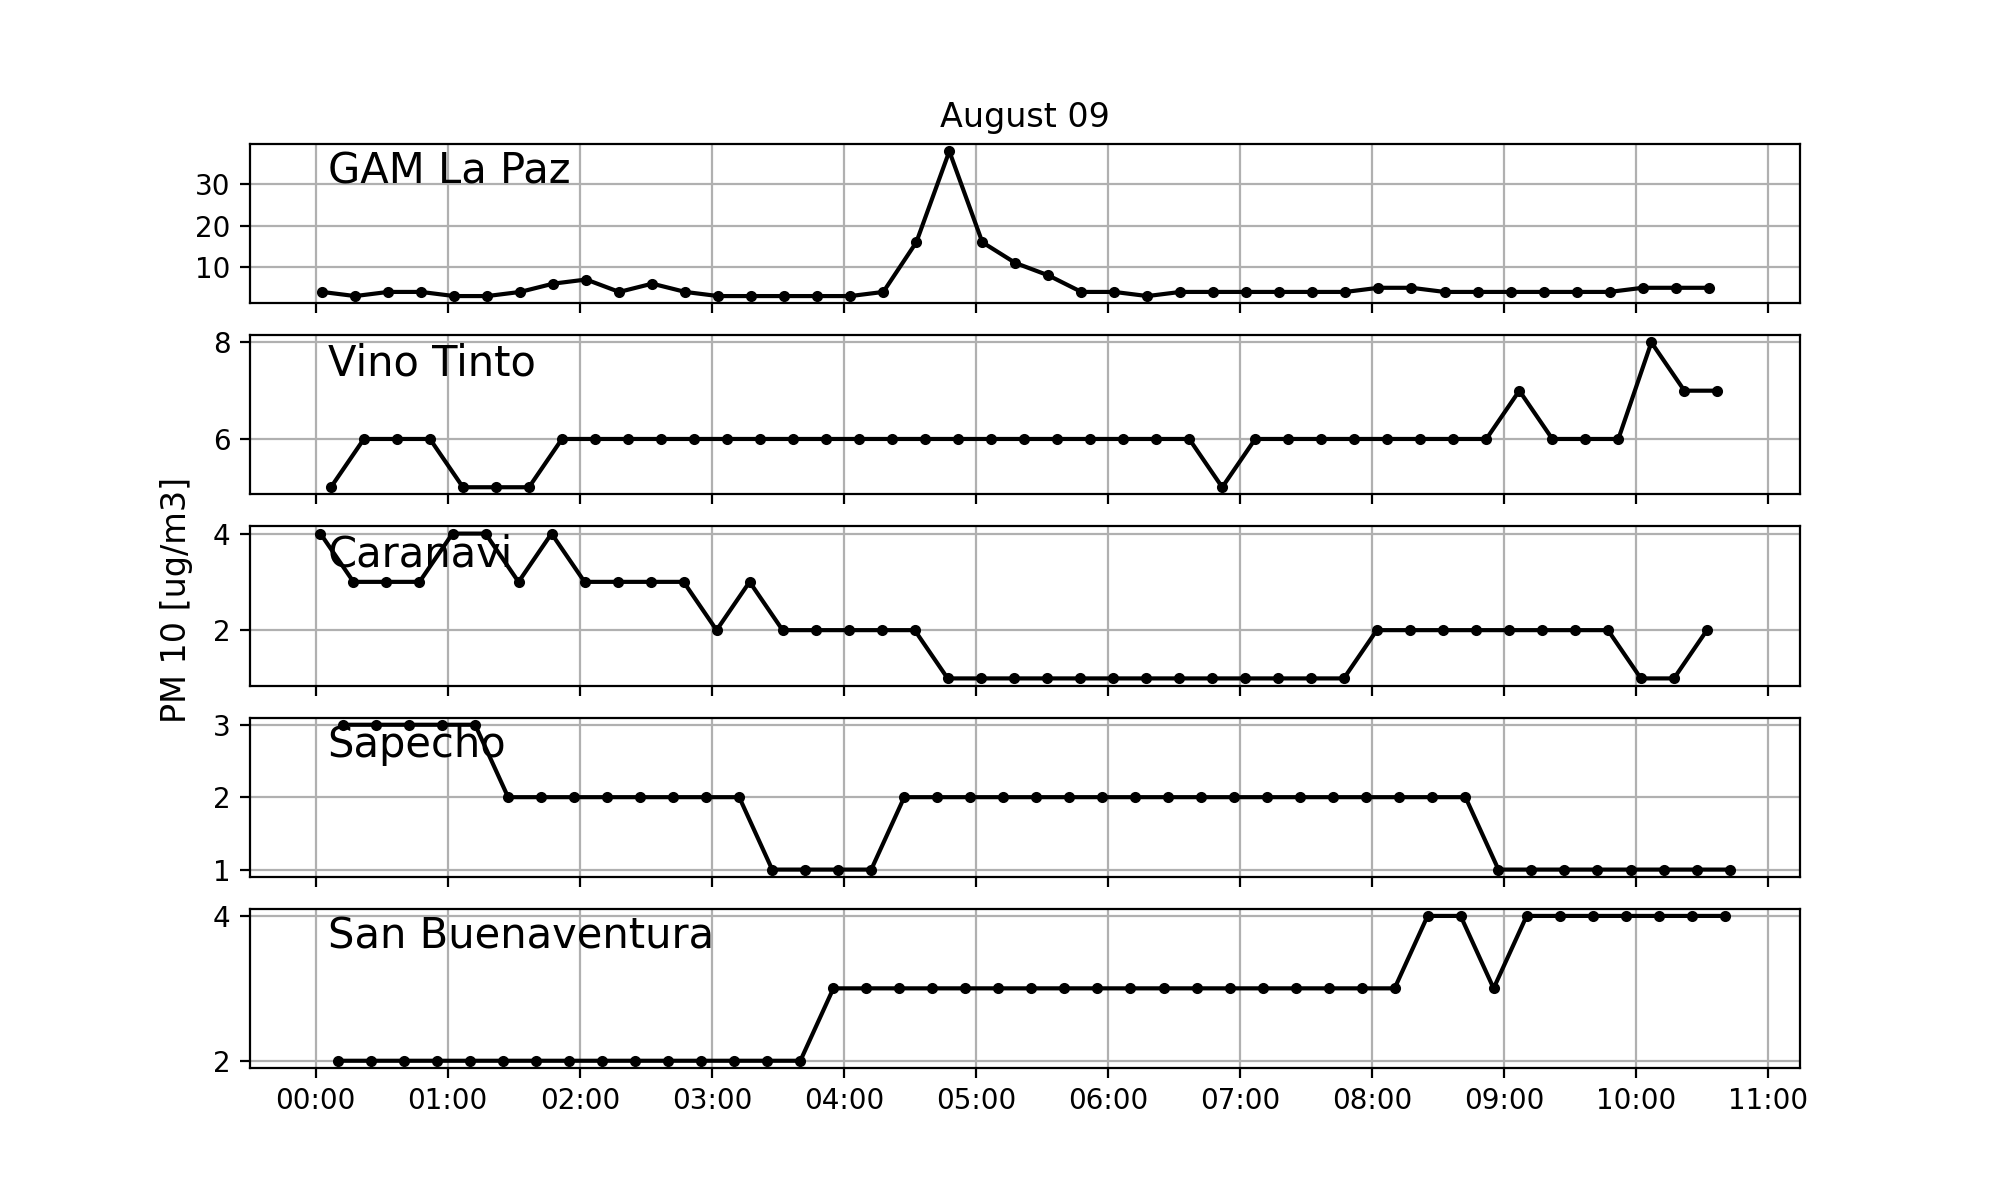 August 09
GAM La Paz
30
20
10
Vino Tinto
8
6
PM 10 [ug/m3]
Caranavi
4
2
Sapecho
3
2
1
San Buenaventura
4
2
00:00 01:00 02:00 03:00 04:00 05:00 06:00 07:00 08:00 09:00 10:00 11:00